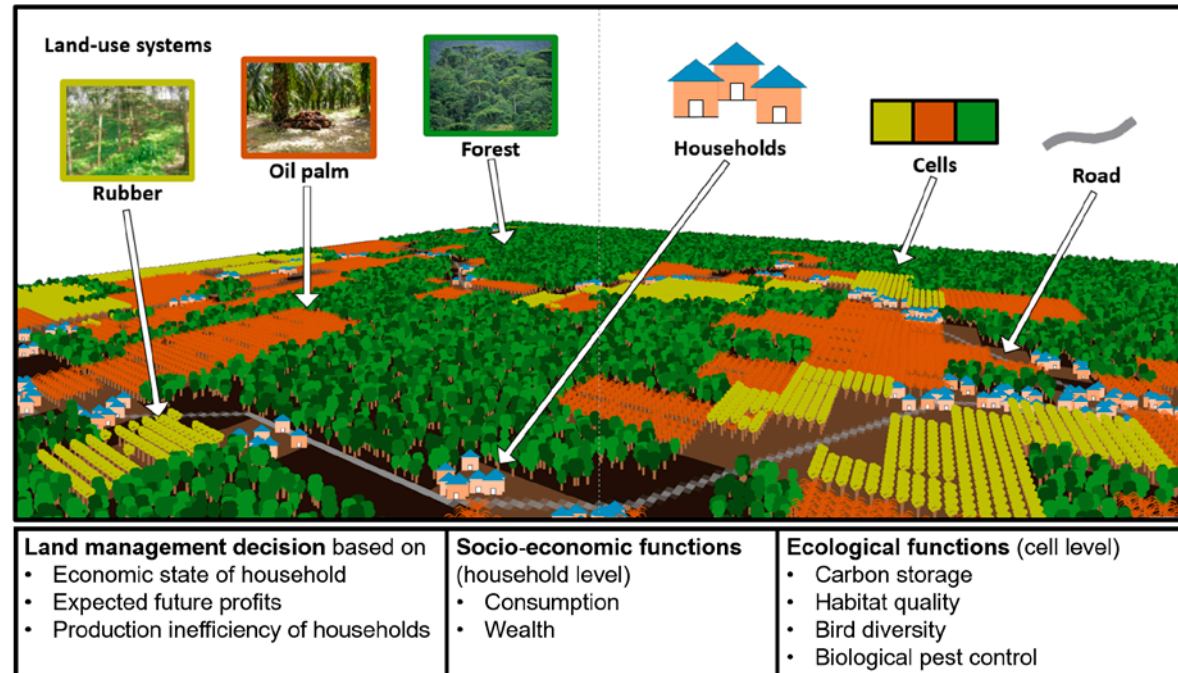 Land-use systems
Rubber
Oil palm
Forest
Households
Cells
Road
Land management decision based on
• Economic state of household
• Expected future profits
• Production inefficiency of households
Socio-economic functions
(household level)
• Consumption
• Wealth
Ecological functions (cell level)
• Carbon storage
• Habitat quality
• Bird diversity
• Biological pest control